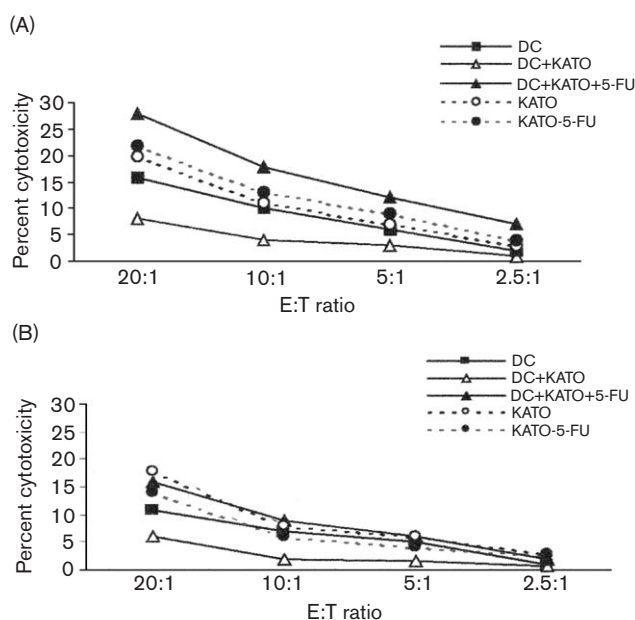 (A)
DC
DC+KATO
DC+KATO+5-FU
KATO
KATO-5-FU
Percent cytotoxicity
30
25
20
15
10
5
0
20:1 10:1 5:1 2.5:1
E:T ratio
(B)
DC
DC+KATO
DC+KATO+5-FU
KATO
KATO-5-FU
Percent cytotoxicity
30
25
20
15
10
5
0
20:1 10:1 5:1 2.5:1
E:T ratio